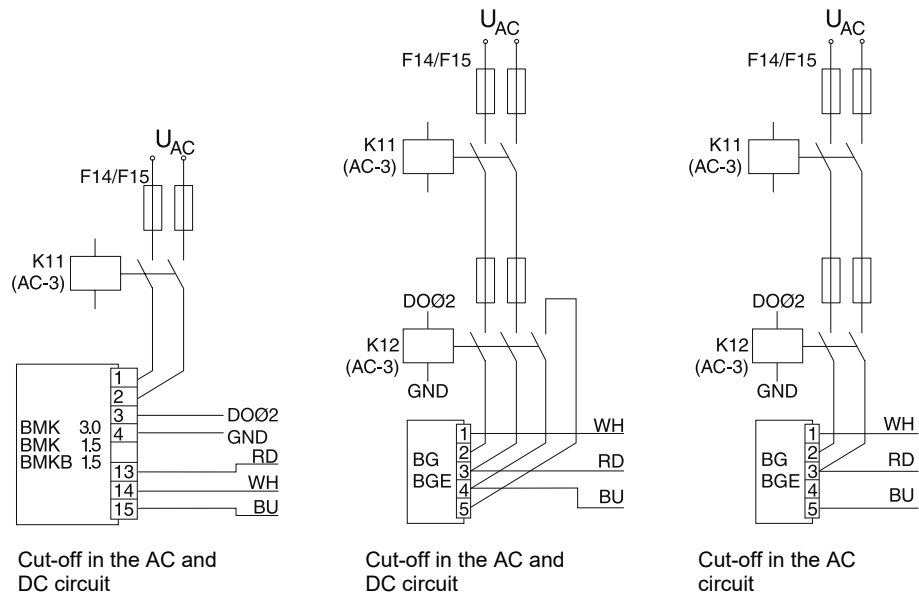 UAC
F14/F15
K11
(AC-3)
BMK 3.0
BMK 1.5
BMKB 1.5
1
2
3
4
13
14
15
DOØ2
GND
RD
WH
BU
Cut-off in the AC and
DC circuit
UAC
F14/F15
K11
(AC-3)
DOØ2
K12
(AC-3)
GND
BG
BGE
1
2
3
4
5
WH
RD
BU
Cut-off in the AC and
DC circuit
UAC
F14/F15
K11
(AC-3)
DOØ2
K12
(AC-3)
GND
BG
BGE
1
2
3
4
5
WH
RD
BU
Cut-off in the AC
circuit